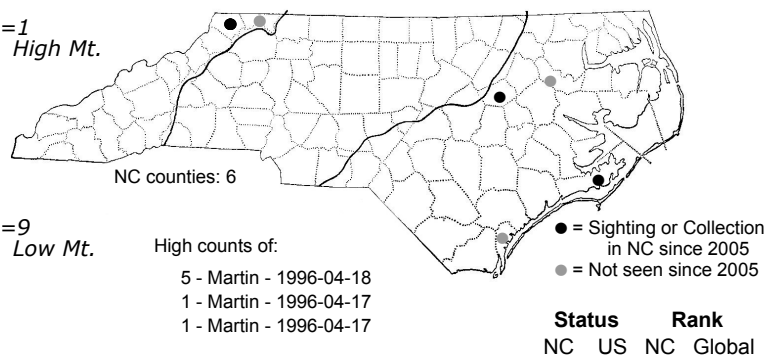 =1
High Mt.
NC counties: 6
=9
Low Mt.
High counts of:
5 - Martin - 1996-04-18
1 - Martin - 1996-04-17
1 - Martin - 1996-04-17
● = Sighting or Collection
in NC since 2005
● = Not seen since 2005
Status Rank
NC US NC Global